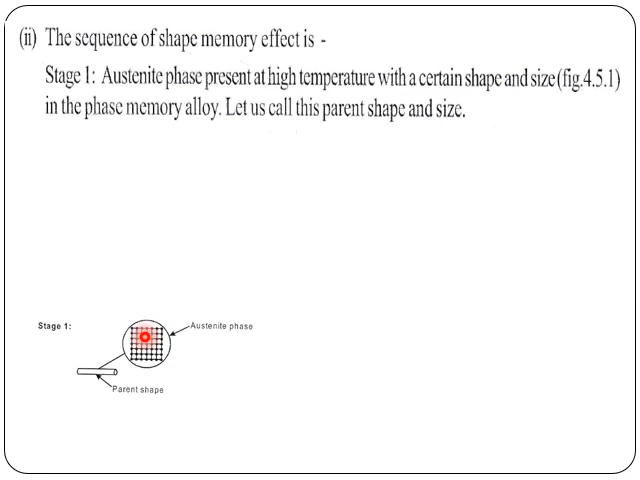 (ii) The sequence of shape memory effect is -
Stage 1: Austenite phase present at high temperature with a certain shape and size (fig.4.5.1)
in the phase memory alloy. Let us call this parent shape and size.
Stage 1:
Austenite phase
Parent shape